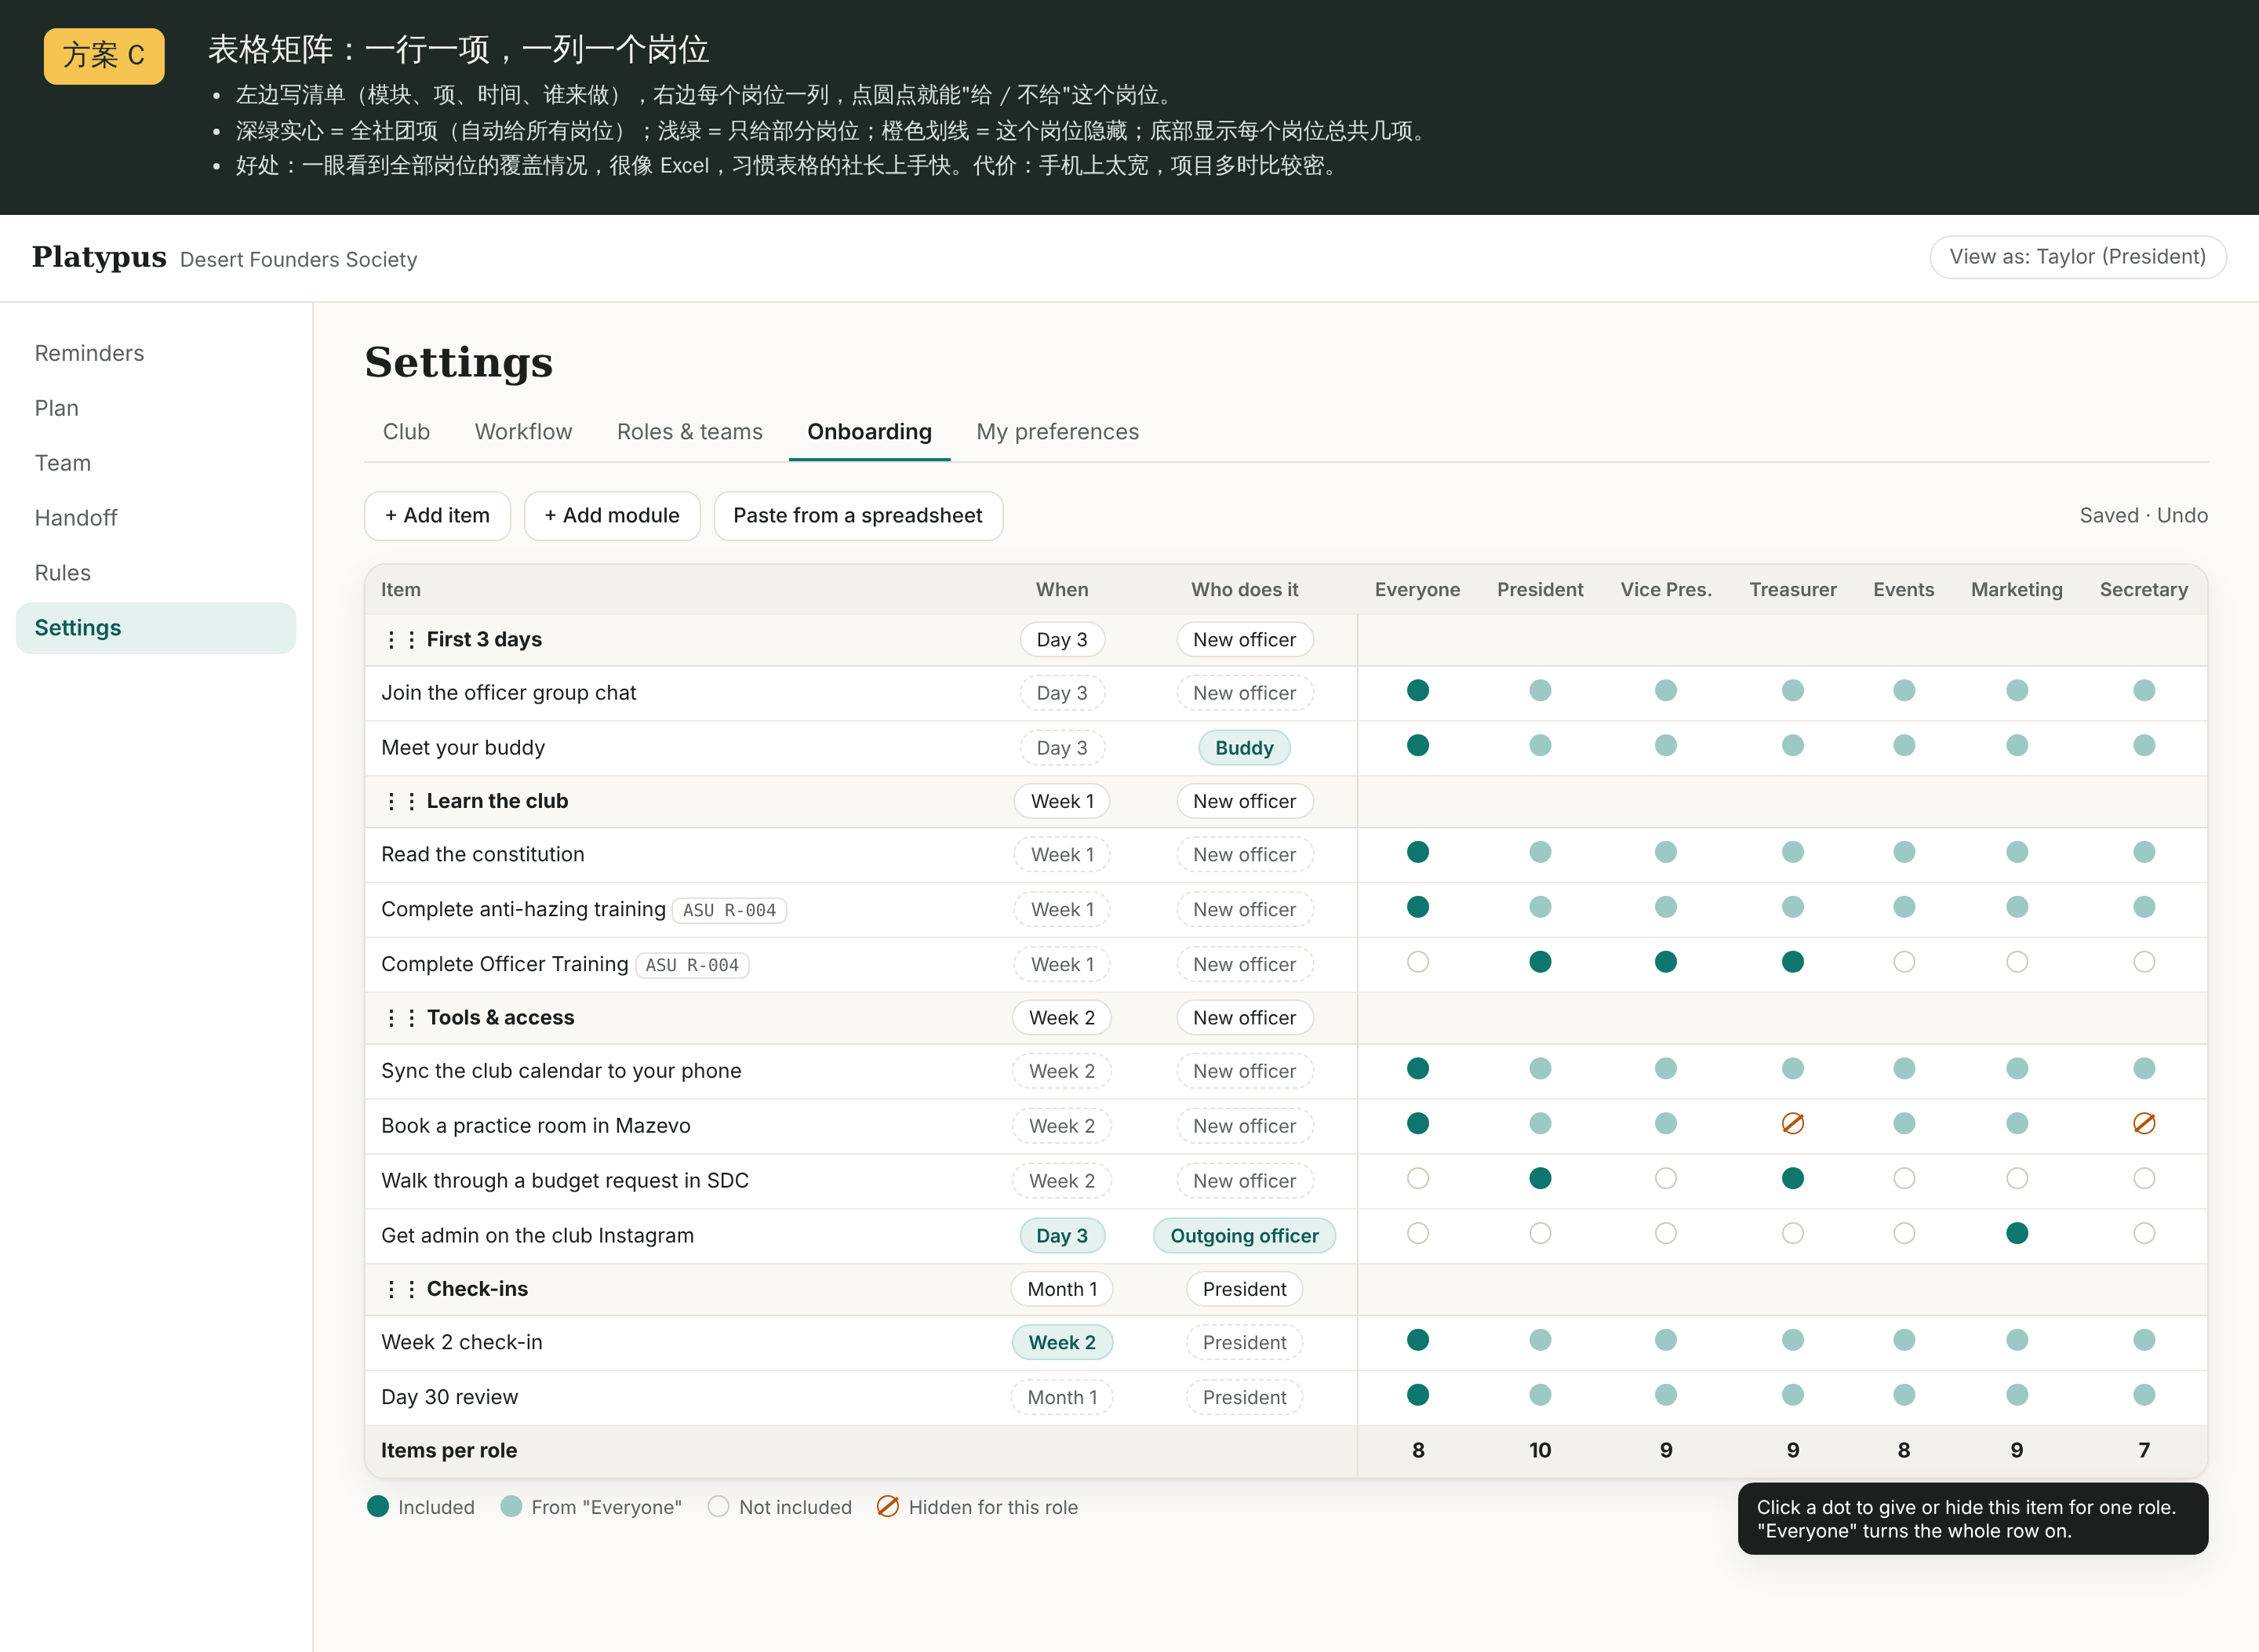 方案 C
表格矩阵：一行一项，一列一个岗位
• 左边写清单（模块、项、时间、谁来做），右边每个岗位一列，点圆点就能"给 / 不给"这个岗位。
• 深绿实心 = 全社团项（自动给所有岗位）；浅绿 = 只给部分岗位；橙色划线 = 这个岗位隐藏；底部显示每个岗位总共几项。
• 好处：一眼看到全部岗位的覆盖情况，很像 Excel，习惯表格的社长上手快。代价：手机上太宽，项目多时比较密。
Platypus Desert Founders Society
View as: Taylor (President)
Reminders
Plan
Team
Handoff
Rules
Settings
Settings
Club Workflow Roles & teams Onboarding My preferences
+ Add item + Add module Paste from a spreadsheet
Saved · Undo
Item When Who does it Everyone President Vice Pres. Treasurer Events Marketing Secretary
First 3 days Day 3 New officer
Join the officer group chat Day 3 New officer
Meet your buddy Day 3 Buddy
Learn the club Week 1 New officer
Read the constitution Week 1 New officer
Complete anti-hazing training ASU R-004 Week 1 New officer
Complete Officer Training ASU R-004 Week 1 New officer
Tools & access Week 2 New officer
Sync the club calendar to your phone Week 2 New officer
Book a practice room in Mazevo Week 2 New officer
Walk through a budget request in SDC Week 2 New officer
Get admin on the club Instagram Day 3 Outgoing officer
Check-ins Month 1 President
Week 2 check-in Week 2 President
Day 30 review Month 1 President
Items per role 8 10 9 9 8 9 7
Included From "Everyone" Not included Hidden for this role
Click a dot to give or hide this item for one role.
"Everyone" turns the whole row on.